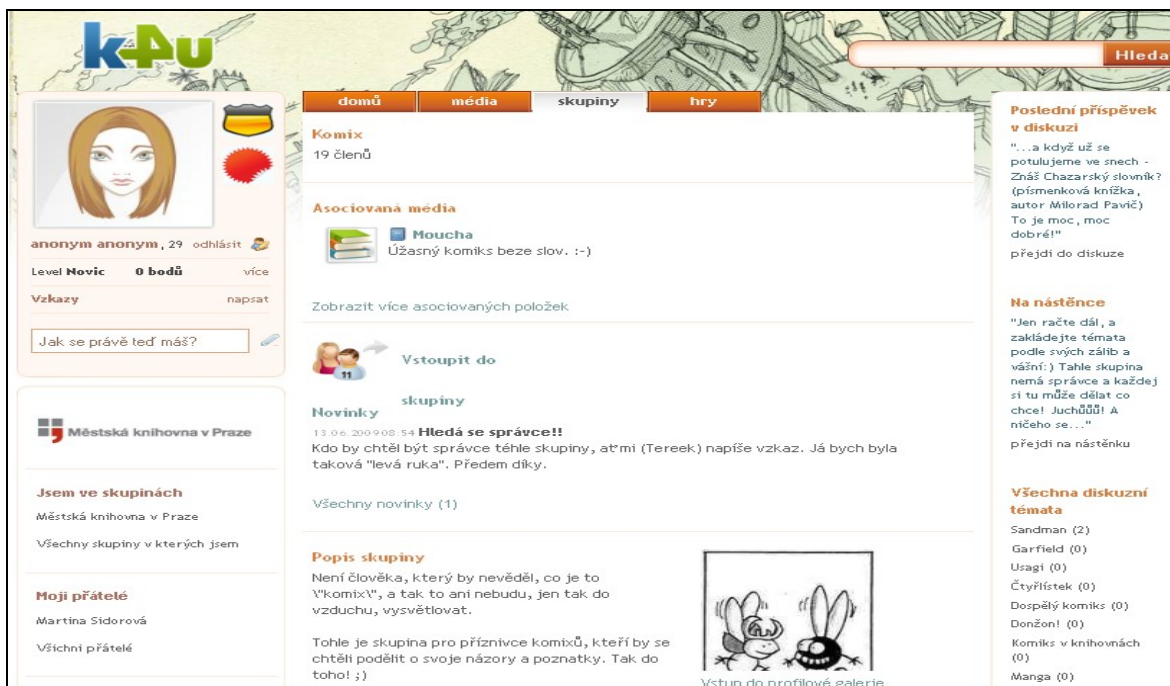 k4u
Hleda
domů
média
skupiny
hry
anonym anonym, 29 odhlásit
Level Novic 0 bodů více
Vzkazy napsat
Jak se právě teď máš?
Městská knihovna v Praze
Jsem ve skupinách
Městská knihovna v Praze
Všechny skupiny v kterých jsem
Moji přátelé
Martina Sidorová
Všichni přátelé
Komix
19 členů
Asociovaná média
Moucha
Úžasný komiks beze slov. :-)
Zobrazit více asociovaných položek
11
Vstoupit do
skupiny
Novinky
13.06.2009 08:54 Hledá se správce!!
Kdo by chtěl být správce téhle skupiny, ať mi (Tereek) napíše vzkaz. Já bych byla
taková "levá ruka". Předem díky.
Všechny novinky (1)
Popis skupiny
Není člověka, který by nevěděl, co je to
\"komix\", a tak to ani nebudu, jen tak do
vzduchu, vysvětlovat.
Tohle je skupina pro příznivce komixů, kteří by se
chtěli podělit o svoje názory a poznatky. Tak do
toho! ;)
Vstup do profilové galerie
Poslední příspěvek
v diskuzi
"...a když už se
potulujeme ve snech -
Znáš Chazarský slovník?
(písmenková knížka,
autor Milorad Pavič)
To je moc, moc
dobré!"
přejdi do diskuze
Na nástěnce
"Jen račte dál, a
zakládejte témata
podle svých zálib a
vášní:) Tahle skupina
nemá správce a každej
si tu může dělat co
chce! Juchůůů! A
ničeho se..."
přejdi na nástěnku
Všechna diskuzní
témata
Sandman (2)
Garfield (0)
Usagi (0)
Čtyřlístek (0)
Dospělý komiks (0)
Donžon! (0)
Komiks v knihovnách
(0)
Manga (0)